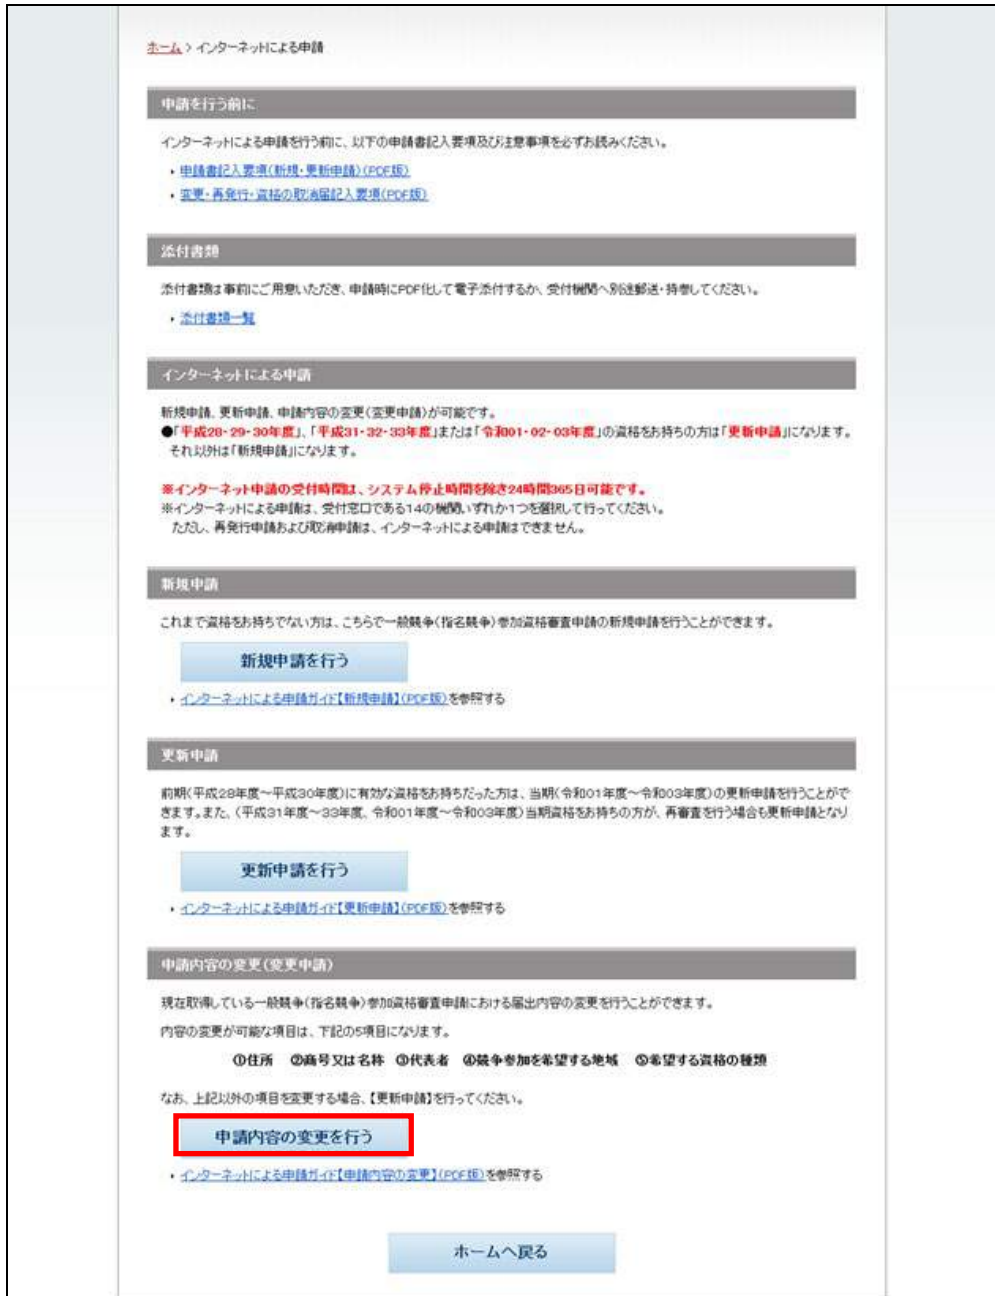 ホーム > インターネットによる申請
申請を行う前に
インターネットによる申請を行う前に、以下の申請書記入要項及び注意事項を必ずお読みください。
・申請書記入要項(新規・更新申請)(PDF版)
・変更・再発行・資格の取消届記入要項(PDF版)
添付書類
添付書類は事前にご用意いただき、申請時にPDF化して電子添付するか、受付機関へ別途郵送・持参してください。
・添付書類一覧
インターネットによる申請
新規申請、更新申請、申請内容の変更(変更申請)が可能です。
●「平成28・29・30年度」、「平成31・32・33年度」または「令和01・02・03年度」の資格をお持ちの方は「更新申請」になります。
それ以外は「新規申請」になります。
※インターネット申請の受付時間は、システム停止時間を除き24時間365日可能です。
※インターネットによる申請は、受付窓口である14の機関いずれか1つを選択して行ってください。
ただし、再発行申請および取消申請は、インターネットによる申請はできません。
新規申請
これまで資格をお持ちでない方は、こちらで一般競争(指名競争)参加資格審査申請の新規申請を行うことができます。
新規申請を行う
・インターネットによる申請ガイド【新規申請】(PDF版)を参照する
更新申請
前期(平成28年度～平成30年度)に有効な資格をお持ちだった方は、当期(令和01年度～令和03年度)の更新申請を行うことがで
きます。また、(平成31年度～33年度、令和01年度～令和003年度)当期資格をお持ちの方が、再審査を行う場合も更新申請となり
ます。
更新申請を行う
・インターネットによる申請ガイド【更新申請】(PDF版)を参照する
申請内容の変更(変更申請)
現在取得している一般競争(指名競争)参加資格審査申請における届出内容の変更を行うことができます。
内容の変更が可能な項目は、下記の5項目になります。
①住所 ②商号又は名称 ③代表者 ④競争参加を希望する地域 ⑤希望する資格の種類
なお、上記以外の項目を変更する場合、【更新申請】を行ってください。
申請内容の変更を行う
・インターネットによる申請ガイド【申請内容の変更】(PDF版)を参照する
ホームへ戻る